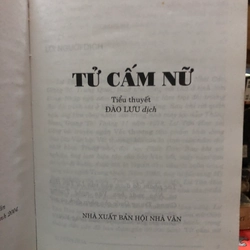 TỬ CẤM NỮ
Tiểu thuyết
ĐÀO LƯU dịch
NHÀ XUẤT BẢN HỘI NHÀ VĂN